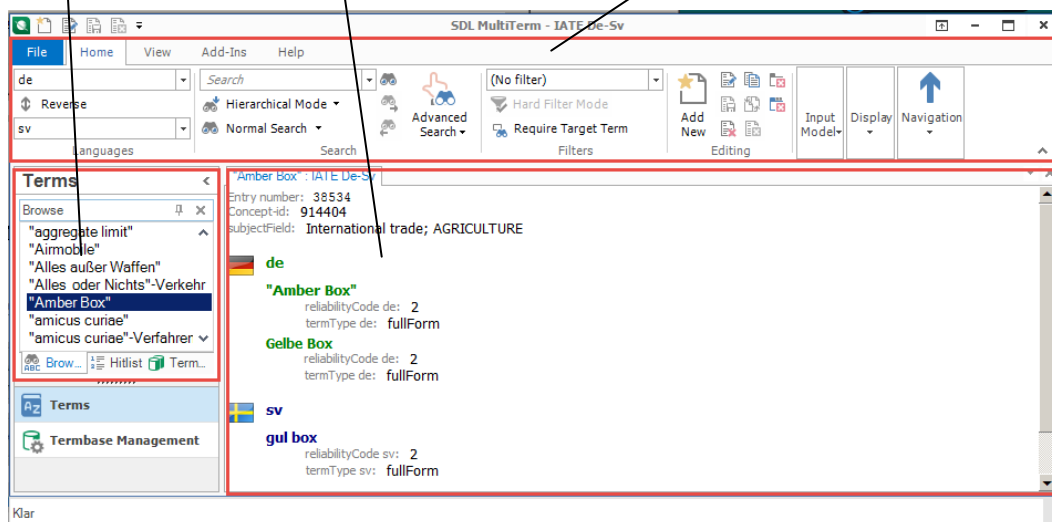 SDL MultiTerm - IATE De-Sv
File Home View Add-Ins Help
de
Reverse
sv
Languages
Search
Hierarchical Mode
Normal Search
Advanced Search
Search
(No filter)
Hard Filter Mode
Require Target Term
Filters
Add New
Editing
Input Model
Display
Navigation
Terms
Browse
"aggregate limit"
"Airmobile"
"Alles außer Waffen"
"Alles oder Nichts"-Verkehr
"Amber Box"
"amicus curiae"
"amicus curiae"-Verfahrer
ABC Brow... Hitlist Term...
AZ Terms
Termbase Management
"Amber Box" : IATE De-Sv
Entry number: 38534
Concept-id: 914404
subjectField: International trade; AGRICULTURE
de
"Amber Box"
reliabilityCode de: 2
termType de: fullForm
Gelbe Box
reliabilityCode de: 2
termType de: fullForm
sv
gul box
reliabilityCode sv: 2
termType sv: fullForm
Klar